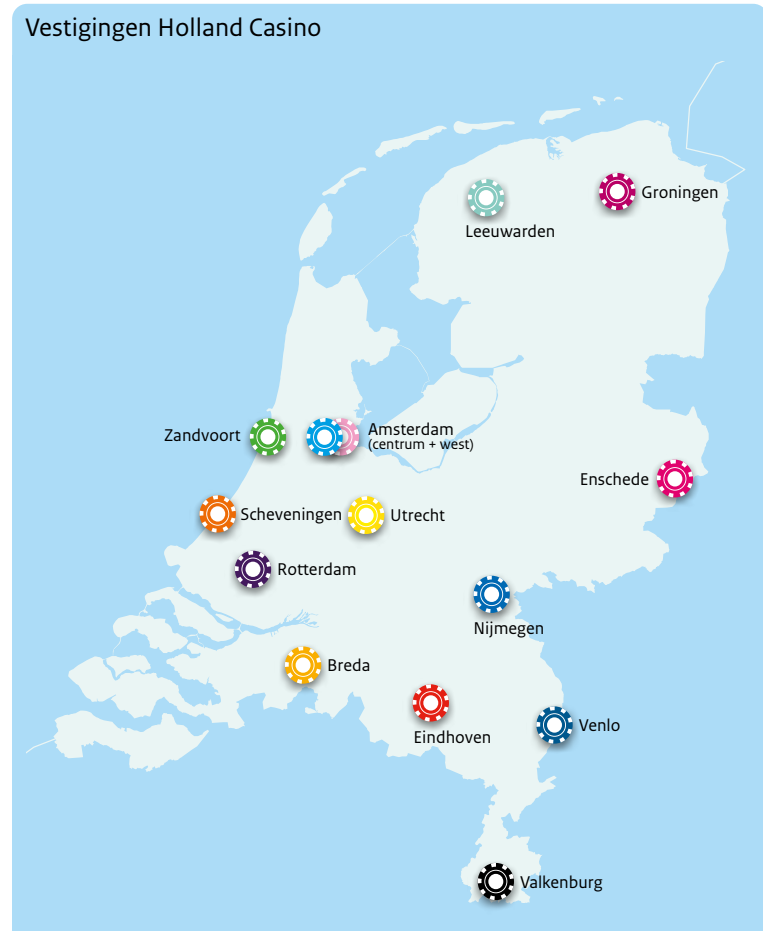 Vestigingen Holland Casino
Groningen
Leeuwarden
Zandvoort
Amsterdam
(centrum + west)
Enschede
Scheveningen
Utrecht
Rotterdam
Nijmegen
Breda
Eindhoven
Venlo
Valkenburg